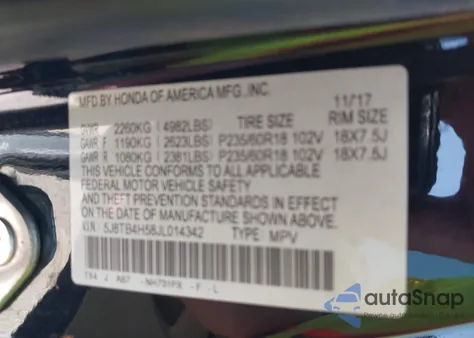 MFD. BY HONDA OF AMERICA MFG., INC. 11/17
GVWR 2260KG (4982LBS) TIRE SIZE RIM SIZE
GAWR F 1190KG (2623LBS) P235/60R18 102V 18X7.5J
GAWR R 1080KG (2381LBS) P235/60R18 102V 18X7.5J
THIS VEHICLE CONFORMS TO ALL APPLICABLE
FEDERAL MOTOR VEHICLE SAFETY
AND THEFT PREVENTION STANDARDS IN EFFECT ON
THE DATE OF MANUFACTURE SHOWN ABOVE.
V.I.N.: 5J8TB4H58JL014342 TYPE: MPV
NH731PX - F - L
autoSnap